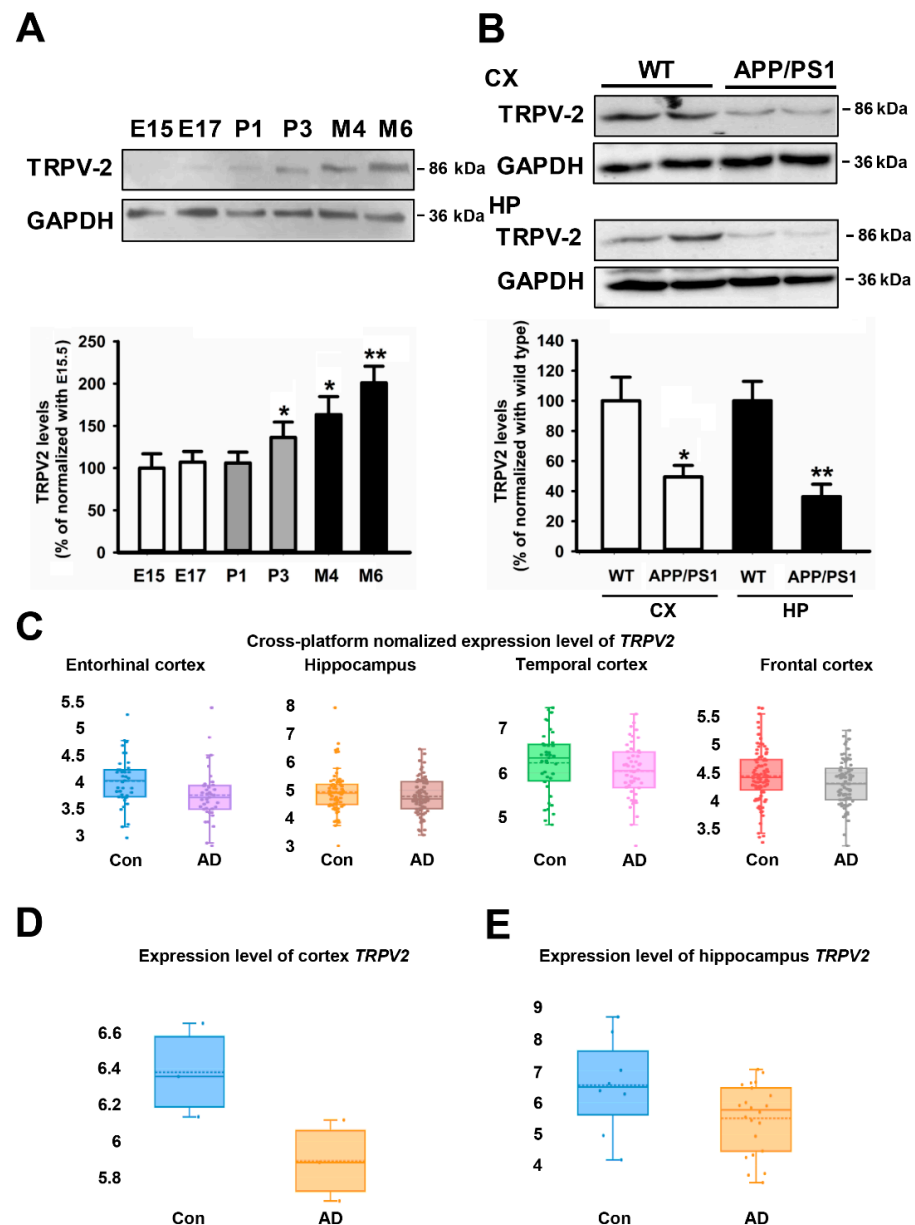 A
E15 E17 P1 P3 M4 M6
TRPV-2
86 kDa
GAPDH
36 kDa
TRPV2 levels
(% of normalized with E15.5)
250
200
150
100
50
0
* * **
E15 E17 P1 P3 M4 M6
B
WT APP/PS1
CX
TRPV-2
86 kDa
GAPDH
36 kDa
HP
TRPV-2
86 kDa
GAPDH
36 kDa
TRPV2 levels
(% of normalized with wild type)
140
120
100
80
60
40
20
0
* **
WT APP/PS1 WT APP/PS1
CX HP
C
Cross-platform nomalized expression level of TRPV2
Entorhinal cortex
5.5
5
4.5
4
3.5
3
Con AD
Hippocampus
8
7
6
5
4
3
Con AD
Temporal cortex
7
6
5
Con AD
Frontal cortex
5.5
5
4.5
4
3.5
Con AD
D
Expression level of cortex TRPV2
6.6
6.4
6.2
6
5.8
Con AD
E
Expression level of hippocampus TRPV2
9
8
7
6
5
4
Con AD